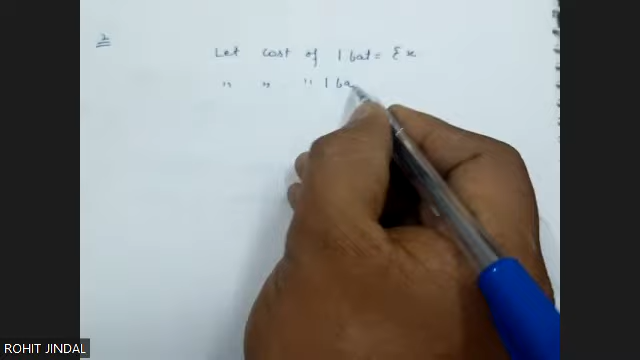 2
Let cost of 1 bat = ₹ x
" " " 1 ba
ROHIT JINDAL